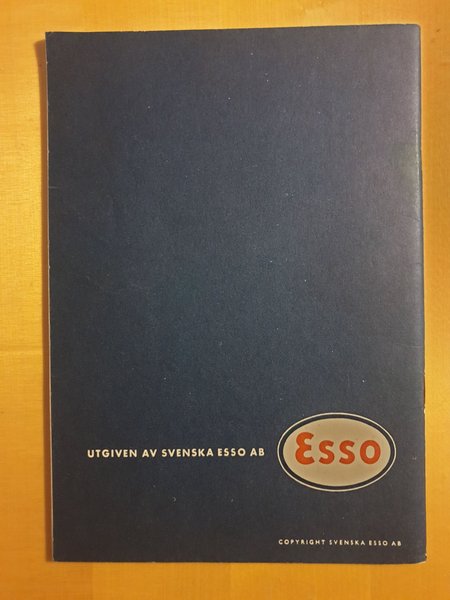 UTGIVEN AV SVENSKA ESSO AB
Esso
COPYRIGHT SVENSKA ESSO AB